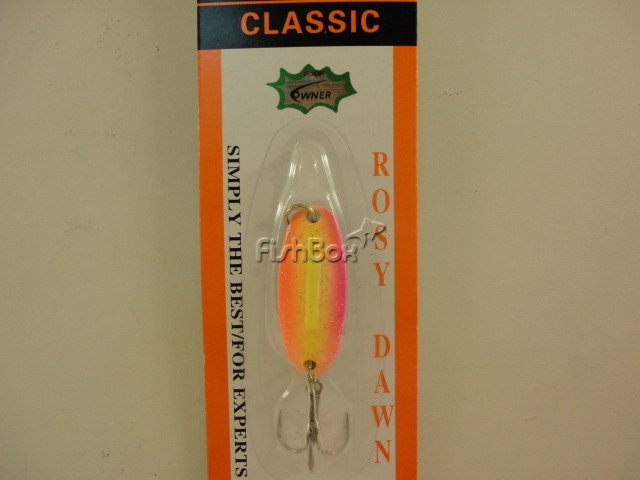 CLASSIC
OWNER
SIMPLY THE BEST/FOR EXPERTS
ROSY DAWN
FishBox